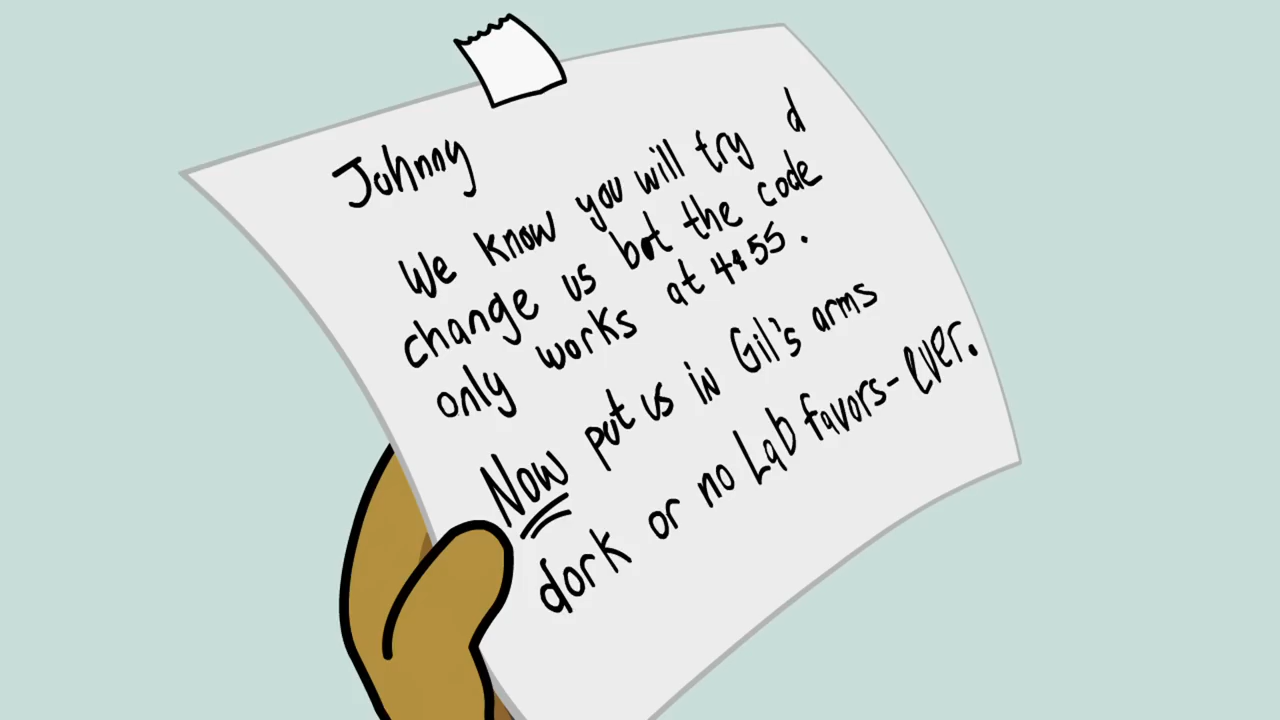 Johnny
We know you will try d
change us but the code
only works at 4:55.
Now put us in Gil's arms
dork or no Lab favors-ever.